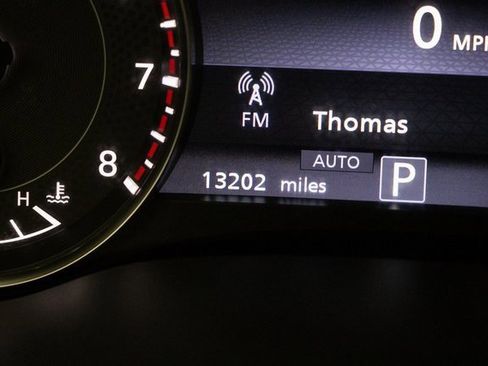 0 MPH
7
FM Thomas
8
AUTO
13202 miles P
H